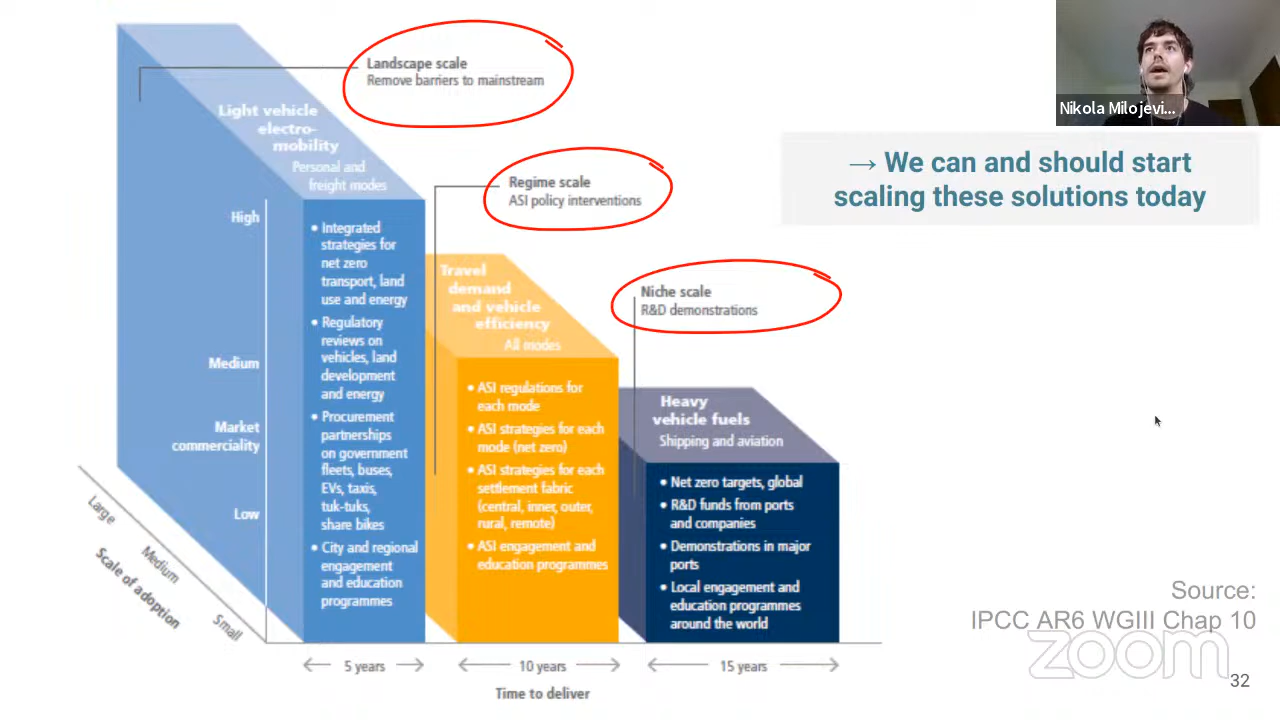 Landscape scale
Remove barriers to mainstream
Light vehicle
electro-
mobility
Personal and
freight modes
Regime scale
ASI policy interventions
Nikola Milojevi...
→ We can and should start
scaling these solutions today
High
Medium
Market
commerciality
Low
• Integrated
strategies for
net zero
transport, land
use and energy
• Regulatory
reviews on
vehicles, land
development
and energy
• Procurement
partnerships
on government
fleets, buses,
EVs, taxis,
tuk-tuks,
share bikes
• City and regional
engagement
and education
programmes
Travel
demand
and vehicle
efficiency
All modes
• ASI regulations for
each mode
• ASI strategies for each
mode (net zero)
• ASI strategies for each
settlement fabric
(central, inner, outer,
rural, remote)
• ASI engagement and
education programmes
Niche scale
R&D demonstrations
Heavy
vehicle fuels
Shipping and aviation
• Net zero targets, global
• R&D funds from ports
and companies
• Demonstrations in major
ports
• Local engagement and
education programmes
around the world
Large
Medium
Small
Scale of adoption
5 years
10 years
15 years
Time to deliver
Source:
IPCC AR6 WGIII Chap 10
zoom
32